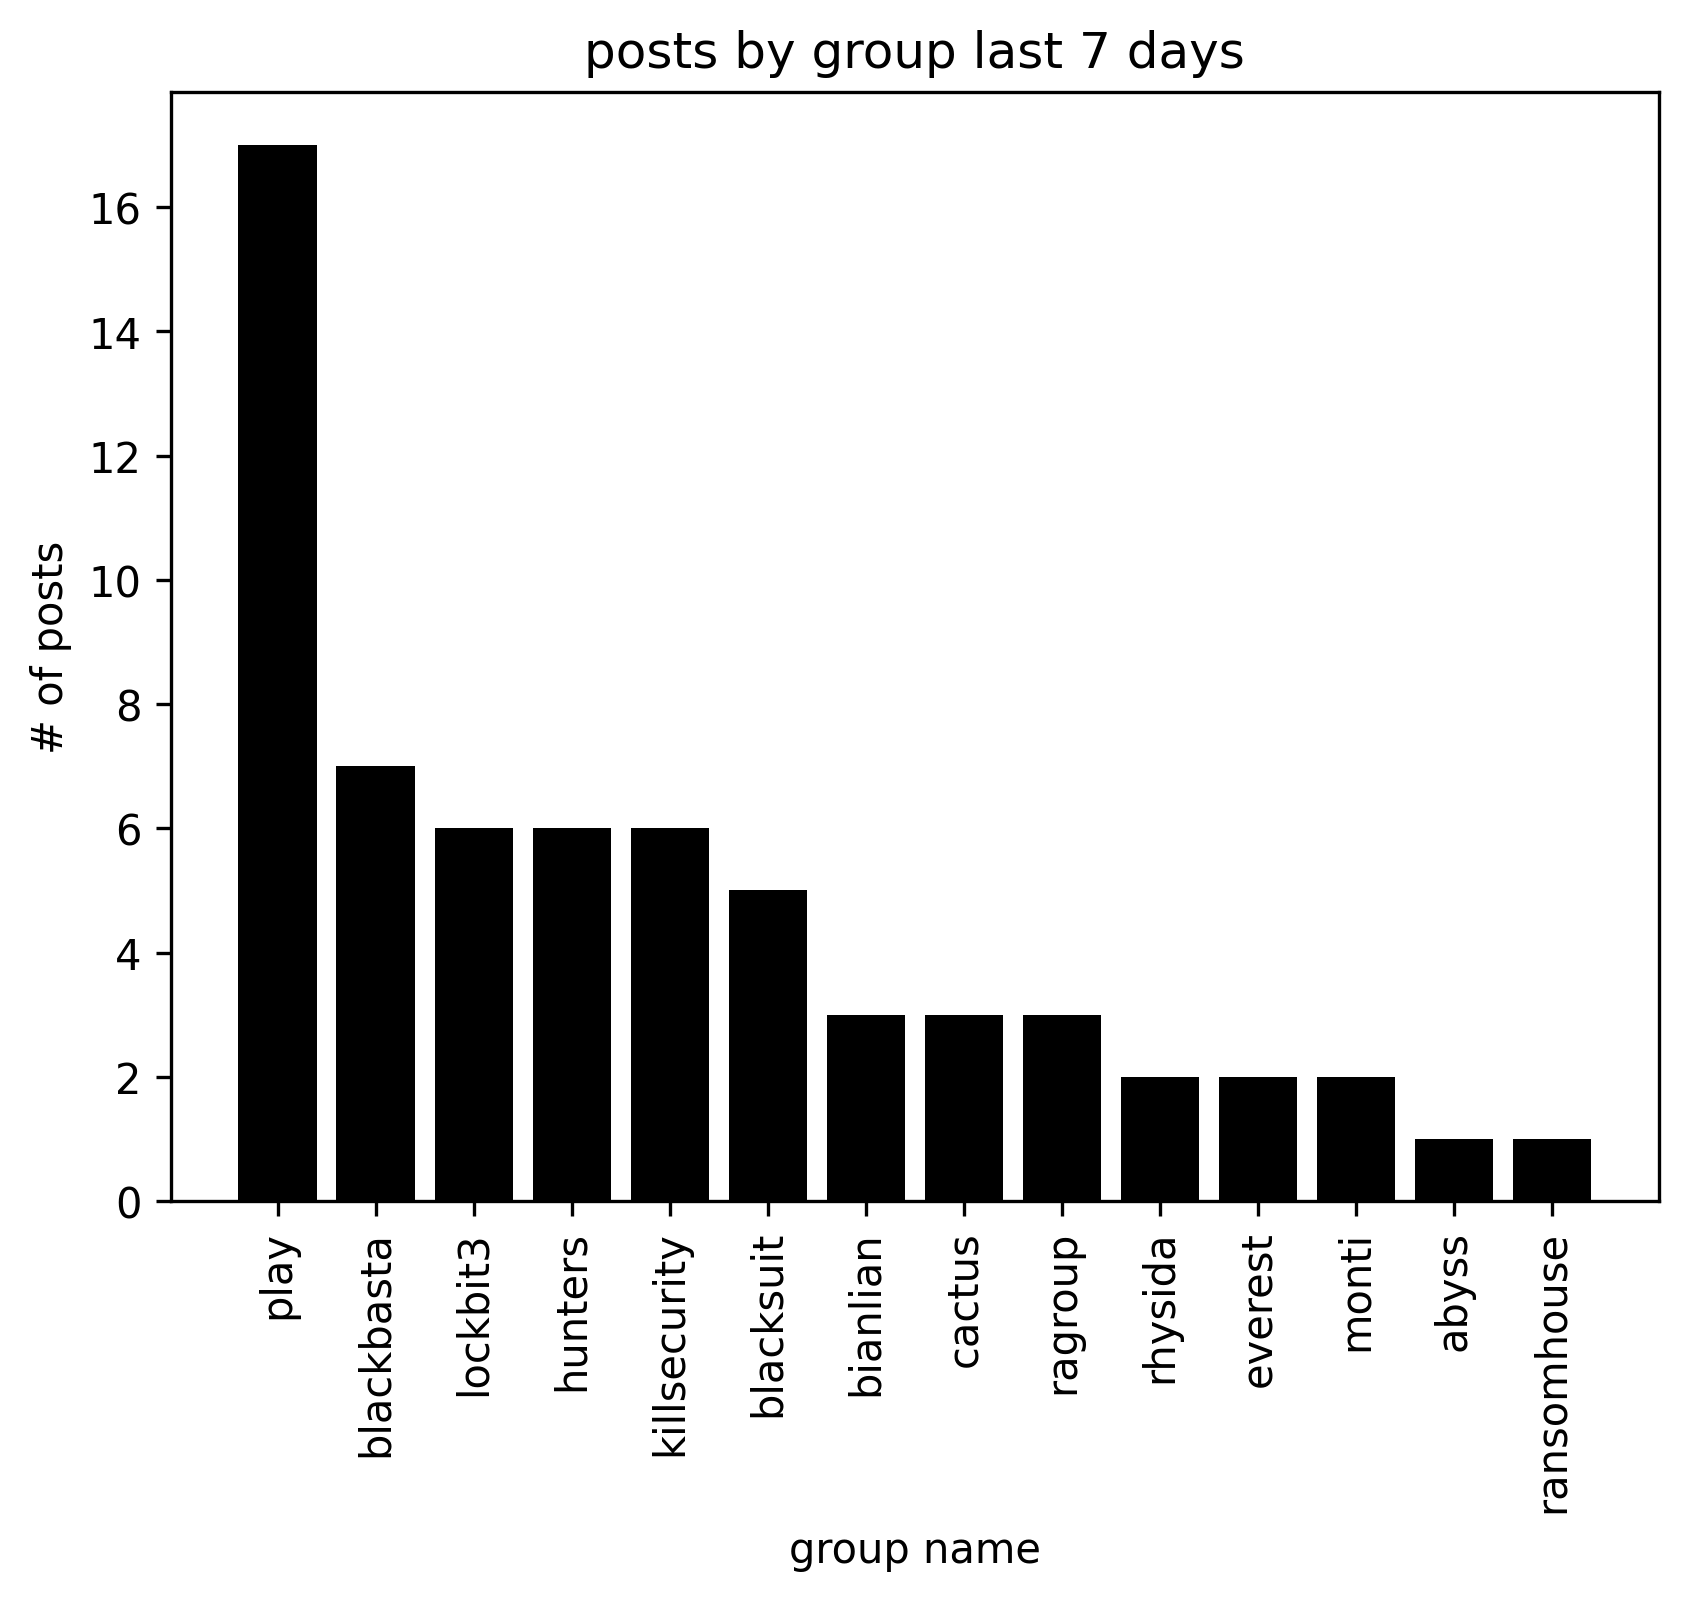 posts by group last 7 days
# of posts
16
14
12
10
8
6
4
2
0
play
blackbasta
lockbit3
hunters
killsecurity
blacksuit
bianlian
cactus
ragroup
rhysida
everest
monti
abyss
ransomhouse
group name